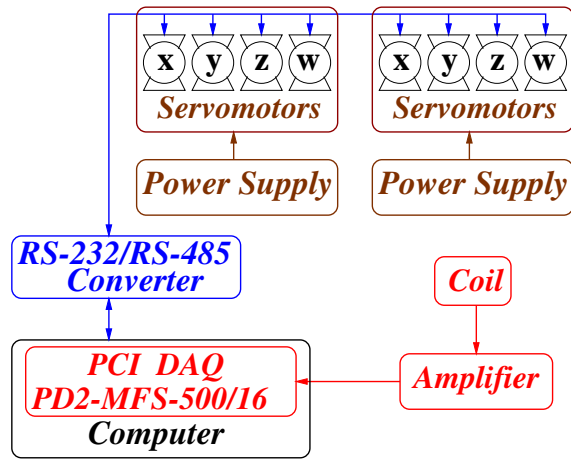 x y z w x y z w
Servomotors Servomotors
Power Supply Power Supply
RS-232/RS-485
Converter
Coil
PCI DAQ
PD2-MFS-500/16
Amplifier
Computer